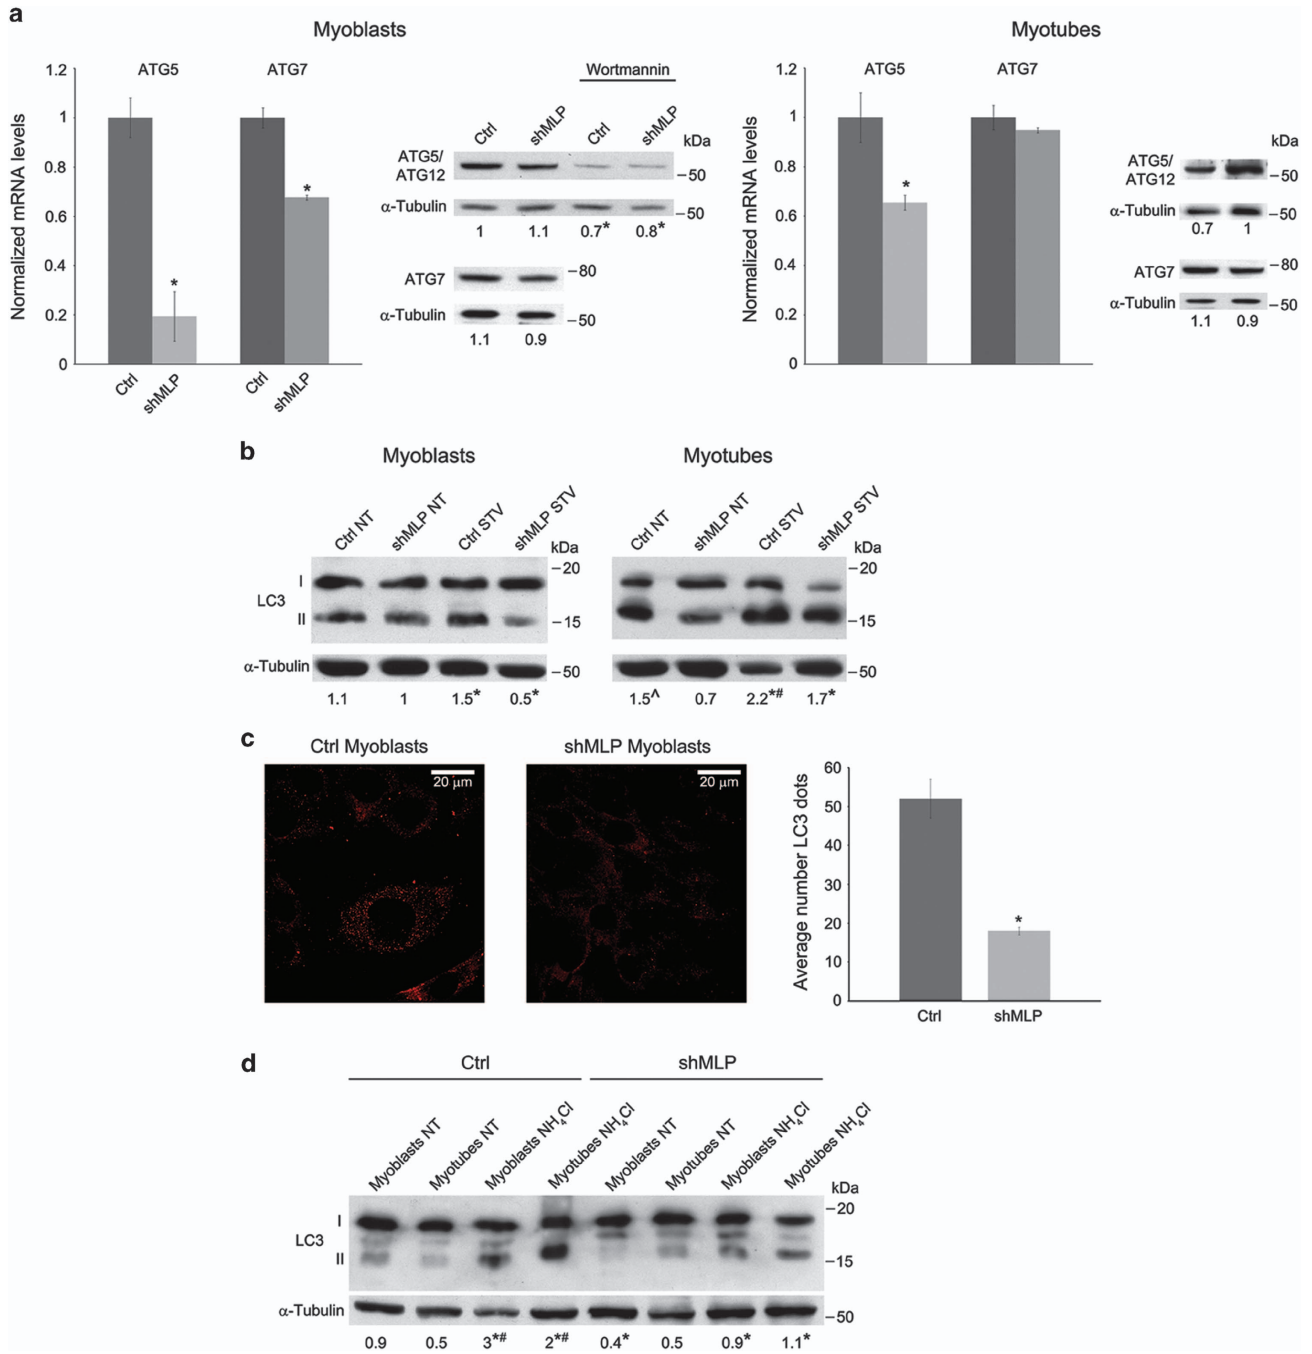 a
Myoblasts
Myotubes
Normalized mRNA levels
1.2
1
0.8
0.6
0.4
0.2
0
ATG5
ATG7
*
*
Ctrl
shMLP
Ctrl
shMLP
Wortmannin
Ctrl
shMLP
Ctrl
shMLP
kDa
ATG5/
ATG12
–50
α-Tubulin
–50
1 1.1 0.7* 0.8*
ATG7
–80
α-Tubulin
–50
1.1 0.9
Normalized mRNA levels
1.2
1
0.8
0.6
0.4
0.2
0
ATG5
ATG7
*
kDa
ATG5/
ATG12
–50
α-Tubulin
–50
0.7 1
ATG7
–80
α-Tubulin
–50
1.1 0.9
b
Myoblasts
Myotubes
Ctrl NT
shMLP NT
Ctrl STV
shMLP STV
kDa
–20
I
LC3
II
–15
α-Tubulin
–50
1.1 1 1.5* 0.5*
Ctrl NT
shMLP NT
Ctrl STV
shMLP STV
kDa
–20
–15
–50
1.5^ 0.7 2.2*# 1.7*
c
Ctrl Myoblasts
20 μm
shMLP Myoblasts
20 μm
Average number LC3 dots
60
50
40
30
20
10
0
*
Ctrl
shMLP
d
Ctrl
shMLP
Myoblasts NT
Myotubes NT
Myoblasts NH₄Cl
Myotubes NH₄Cl
Myoblasts NT
Myotubes NT
Myoblasts NH₄Cl
Myotubes NH₄Cl
kDa
–20
I
LC3
II
–15
α-Tubulin
–50
0.9 0.5 3*# 2*# 0.4* 0.5 0.9* 1.1*